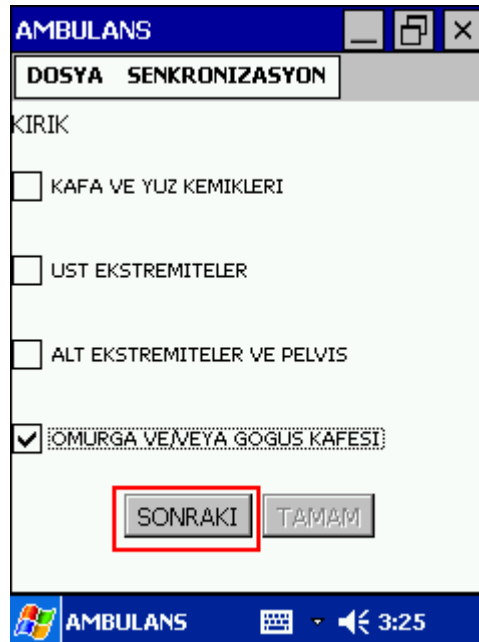 AMBULANS
DOSYA SENKRONIZASYON
KIRIK
KAFA VE YUZ KEMIKLERI
UST EKSTREMITELER
ALT EKSTREMITELER VE PELVIS
OMURGA VE/VEYA GOGUS KAFESI
SONRAKI TAMAM
AMBULANS 3:25